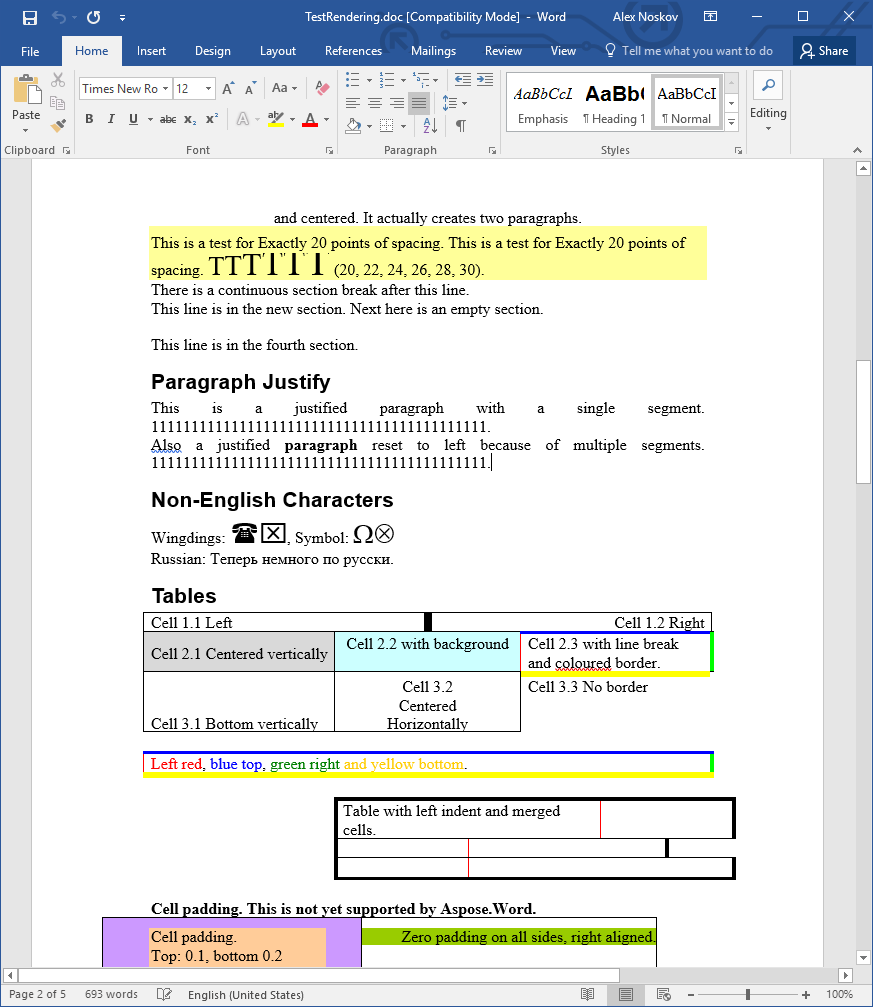 TestRendering.doc [Compatibility Mode] - Word
Alex Noskov
File Home Insert Design Layout References Mailings Review View Tell me what you want to do Share
Paste
Times New Ro 12
Aa
B I U abc x₂ x²
A ab A
AaBbCcI AaBb( AaBbCcI
Emphasis ¶ Heading 1 ¶ Normal
Editing
Clipboard Font Paragraph Styles
and centered. It actually creates two paragraphs.
This is a test for Exactly 20 points of spacing. This is a test for Exactly 20 points of
spacing. TTTTTT (20, 22, 24, 26, 28, 30).
There is a continuous section break after this line.
This line is in the new section. Next here is an empty section.
This line is in the fourth section.
Paragraph Justify
This is a justified paragraph with a single segment.
111111111111111111111111111111111111111111.
Also a justified paragraph reset to left because of multiple segments.
111111111111111111111111111111111111111111.
Non-English Characters
Wingdings: ☎⌧, Symbol: Ω⊗
Russian: Теперь немного по русски.
Tables
Cell 1.1 Left
Cell 1.2 Right
Cell 2.1 Centered vertically
Cell 2.2 with background
Cell 2.3 with line break
and coloured border.
Cell 3.1 Bottom vertically
Cell 3.2
Centered
Horizontally
Cell 3.3 No border
Left red, blue top, green right and yellow bottom.
Table with left indent and merged
cells.
Cell padding. This is not yet supported by Aspose.Word.
Cell padding.
Top: 0.1, bottom 0.2
Zero padding on all sides, right aligned.
Page 2 of 5 693 words English (United States) 100%